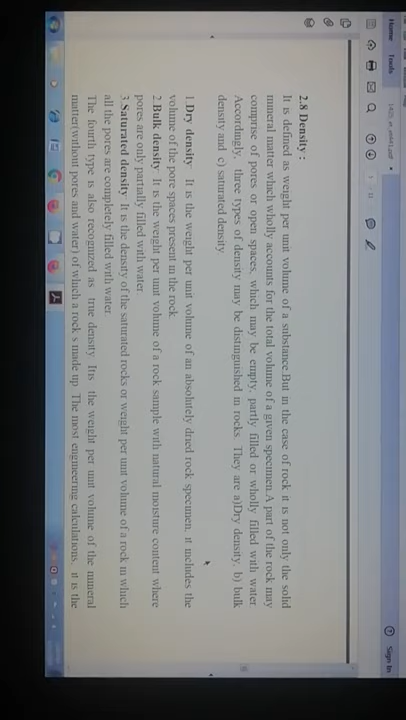 Home Tools
Sign In
2.8 Density :
It is defined as weight per unit volume of a substance.But in the case of rock it is not only the solid
mineral matter which wholly accounts for the total volume of a given specimen.A part of the rock may
comprise of pores or open spaces, which may be empty, partly filled or wholly filled with water.
Accordingly, three types of density may be distinguished in rocks. They are a)Dry density, b) bulk
density and c) saturated density
1.Dry density It is the weight per unit volume of an absolutely dried rock specimen. it includes the
volume of the pore spaces present in the rock.
2.Bulk density It is the weight per unit volume of a rock sample with natural moisture content where
pores are only partially filled with water.
3.Saturated density It is the density of the saturated rocks or weight per unit volume of a rock in which
all the pores are completely filled with water.
The fourth type is also recognized as true density. Its the weight per unit volume of the mineral
matter(without pores and water) of which a rock s made up. The most engineering calculations, it is the